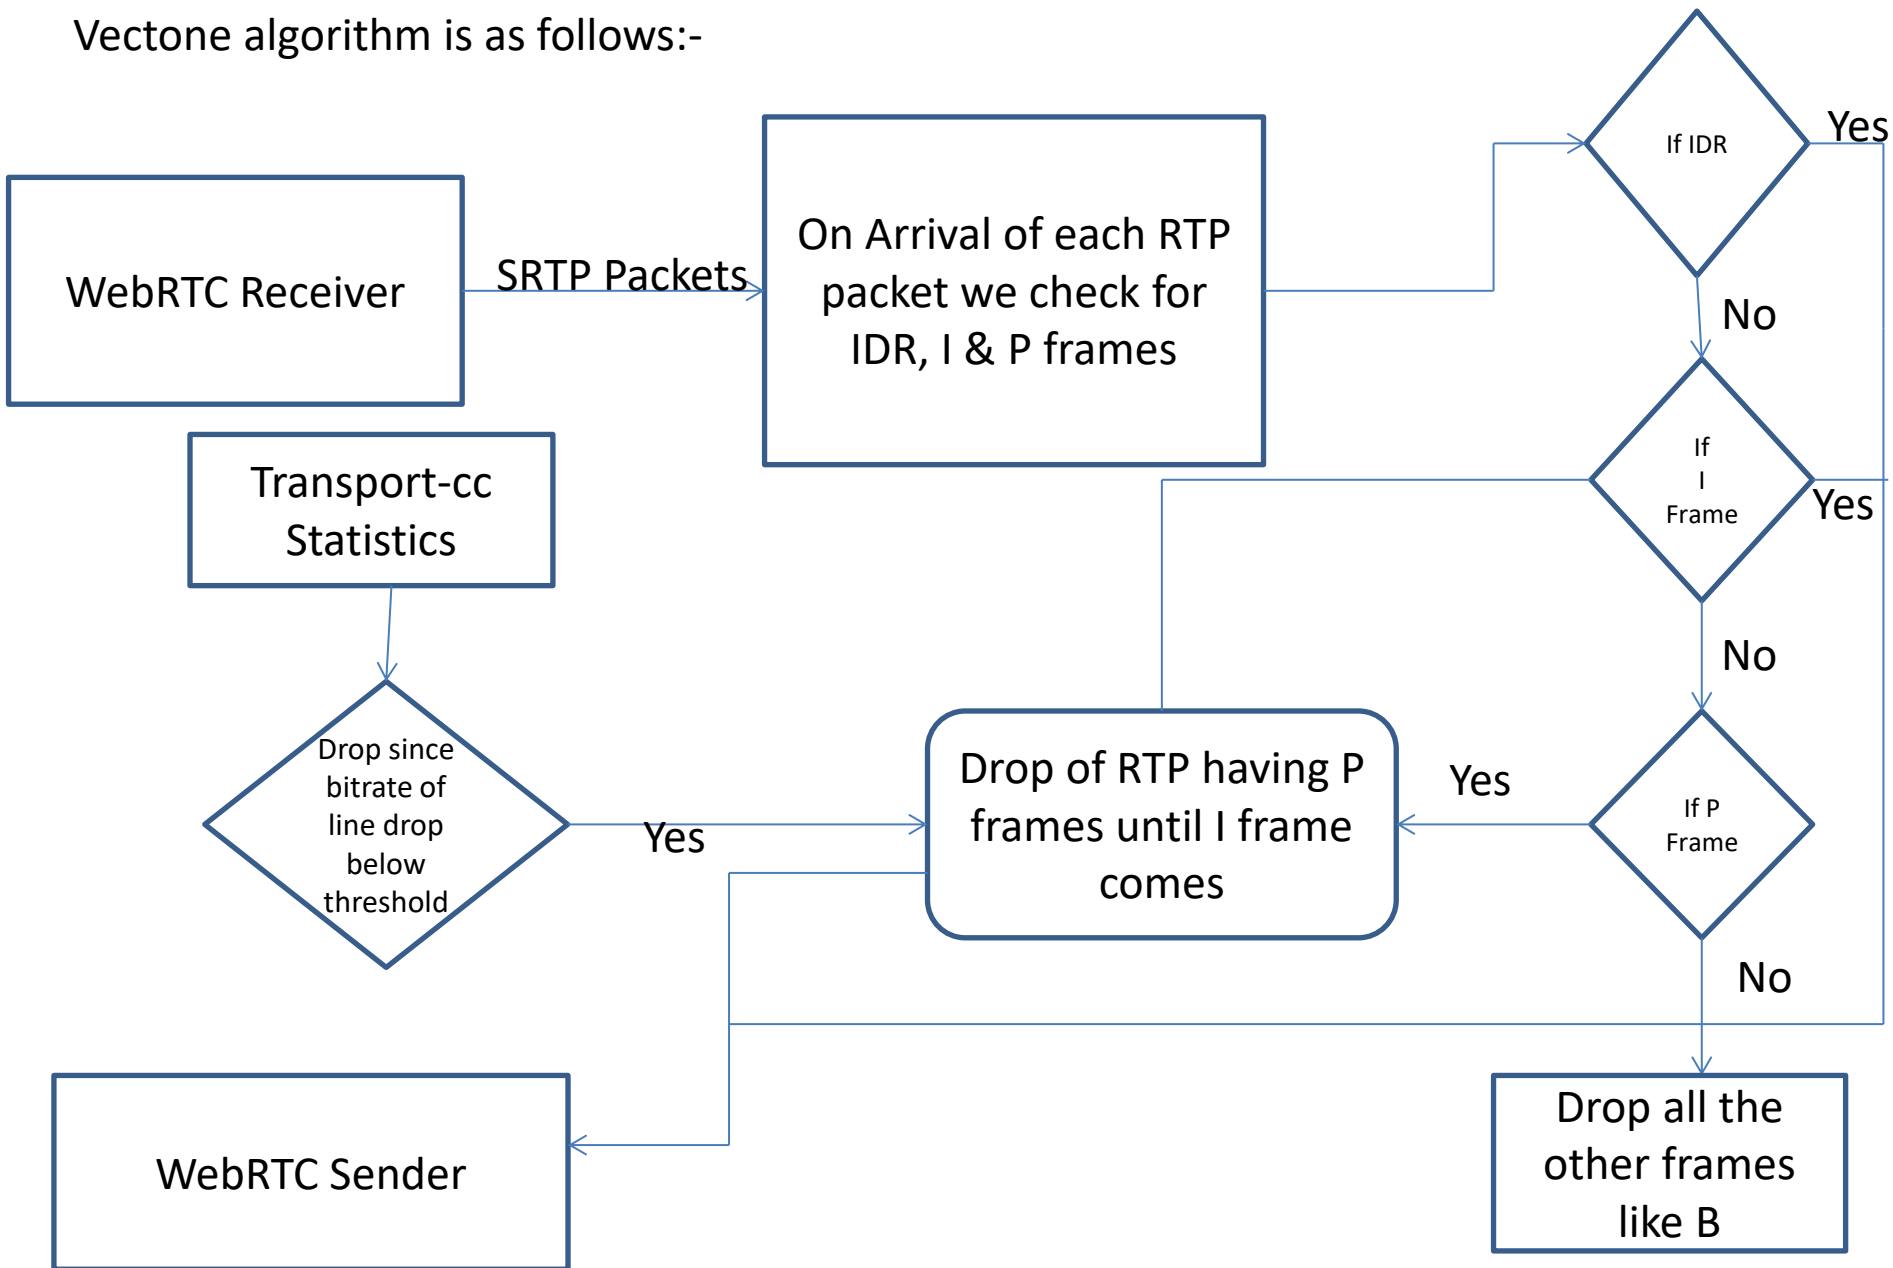 Vectone algorithm is as follows:-
If IDR
Yes
WebRTC Receiver
SRTP Packets
On Arrival of each RTP
packet we check for
IDR, I & P frames
No
If
I
Frame
Yes
Transport-cc
Statistics
No
Drop since
bitrate of
line drop
below
threshold
Yes
Drop of RTP having P
frames until I frame
comes
Yes
If P
Frame
No
WebRTC Sender
Drop all the
other frames
like B